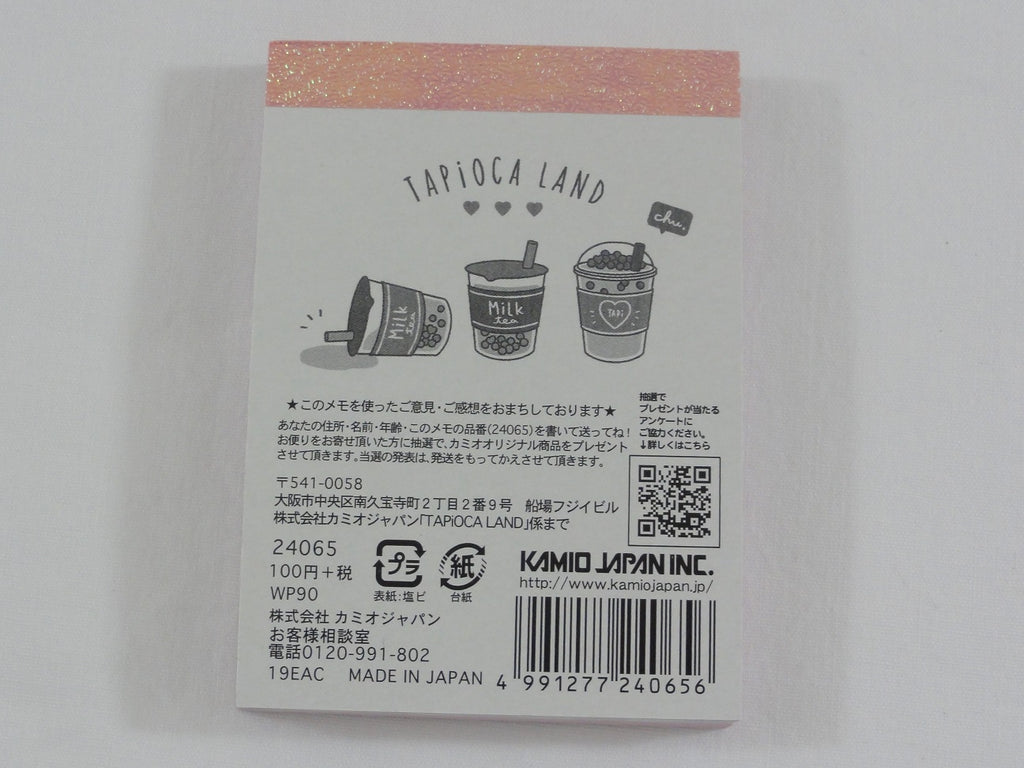 TAPiOCA LAND
chu.
Milk
tea
Milk
tea
TAPi
★このメモを使ったご意見・ご感想をおまちしております★
あなたの住所・名前・年齢・このメモの品番(24065)を書いて送ってね!
お便りをお寄せ頂いた方に抽選で、カミオオリジナル商品をプレゼント
させて頂きます。当選の発表は、発送をもってかえさせて頂きます。
抽選で
プレゼントが当たる
アンケートに
ご協力ください。
↓詳しくはこちら
〒541-0058
大阪市中央区南久宝寺町2丁目2番9号 船場フジイビル
株式会社カミオジャパン「TAPiOCA LAND」係まで
24065
100円+税
WP90
プラ
表紙:塩ビ
紙
台紙
KAMIO JAPAN INC.
http://www.kamiojapan.jp/
株式会社 カミオジャパン
お客様相談室
電話0120-991-802
19EAC MADE IN JAPAN
4 991277 240656